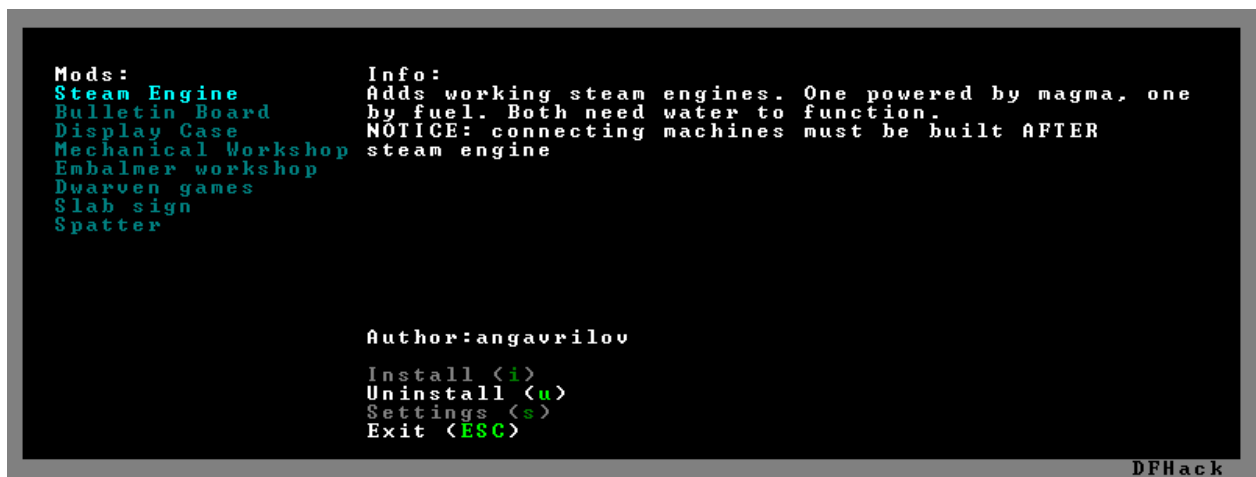 Mods:
Steam Engine
Bulletin Board
Display Case
Mechanical Workshop
Embalmer workshop
Dwarven games
Slab sign
Spatter
Info:
Adds working steam engines. One powered by magma, one
by fuel. Both need water to function.
NOTICE: connecting machines must be built AFTER
steam engine
Author:angavrilov
Install (i)
Uninstall (u)
Settings (s)
Exit (ESC)
DFHack